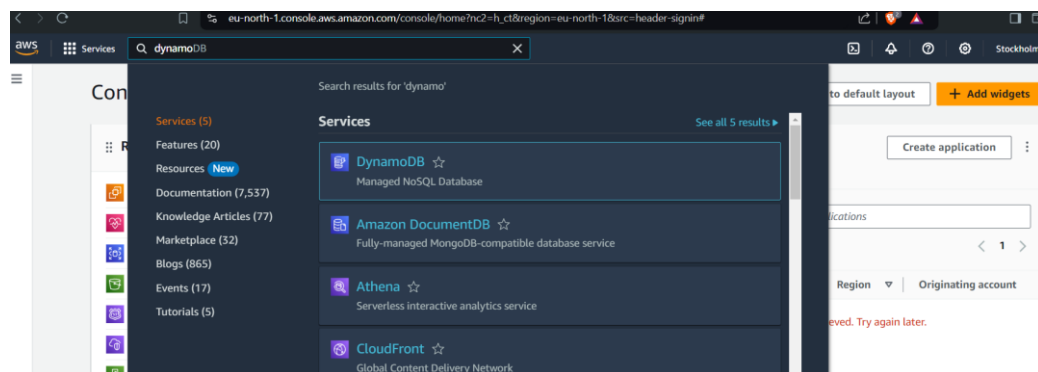 eu-north-1.console.aws.amazon.com/console/home?nc2=h_ct&region=eu-north-1&src=header-signin#
aws
Services
dynamoDB
Stockholm
Con
Search results for 'dynamo'
to default layout
+ Add widgets
Services (5)
Services
See all 5 results
Features (20)
R
Create application
Resources New
DynamoDB
Managed NoSQL Database
Documentation (7,537)
Knowledge Articles (77)
Amazon DocumentDB
Fully-managed MongoDB-compatible database service
lications
Marketplace (32)
1
Blogs (865)
Events (17)
Athena
Serverless interactive analytics service
Region
Originating account
Tutorials (5)
eved. Try again later.
CloudFront
Global Content Delivery Network